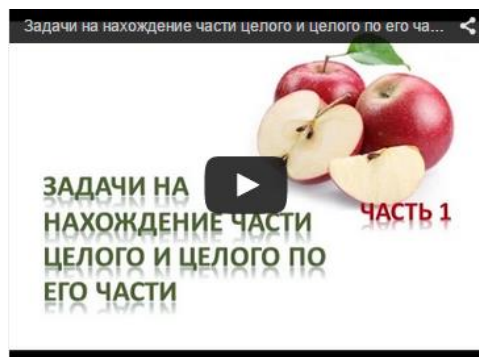 Задачи на нахождение части целого и целого по его ча...
ЗАДАЧИ НА
НАХОЖДЕНИЕ ЧАСТИ
ЦЕЛОГО И ЦЕЛОГО ПО
ЕГО ЧАСТИ
ЧАСТЬ 1